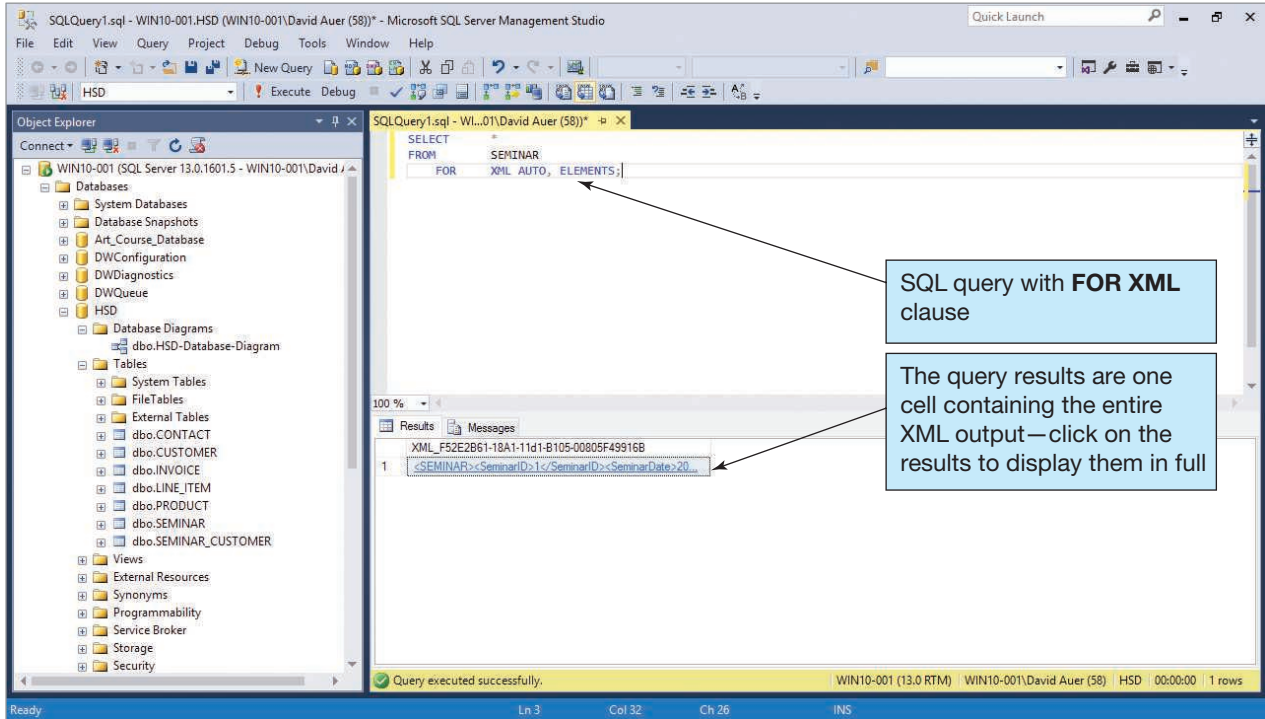 SQLQuery1.sql - WIN10-001.HSD (WIN10-001\David Auer (58))* - Microsoft SQL Server Management Studio
Quick Launch
File Edit View Query Project Debug Tools Window Help
New Query
HSD
Execute Debug
Object Explorer
SQLQuery1.sql - WI...01\David Auer (58))*
Connect
WIN10-001 (SQL Server 13.0.1601.5 - WIN10-001\David
Databases
System Databases
Database Snapshots
Art_Course_Database
DWConfiguration
DWDiagnostics
DWQueue
HSD
Database Diagrams
dbo.HSD-Database-Diagram
Tables
System Tables
FileTables
External Tables
dbo.CONTACT
dbo.CUSTOMER
dbo.INVOICE
dbo.LINE_ITEM
dbo.PRODUCT
dbo.SEMINAR
dbo.SEMINAR_CUSTOMER
Views
External Resources
Synonyms
Programmability
Service Broker
Storage
Security
SELECT *
FROM SEMINAR
FOR XML AUTO, ELEMENTS;
SQL query with FOR XML
clause
The query results are one
cell containing the entire
XML output—click on the
results to display them in full
100 %
Results Messages
XML_F52E2B61-18A1-11d1-B105-00805F49916B
1 <SEMINAR><SeminarID>1</SeminarID><SeminarDate>20...
Query executed successfully.
WIN10-001 (13.0 RTM) WIN10-001\David Auer (58) HSD 00:00:00 1 rows
Ready Ln 3 Col 32 Ch 26 INS